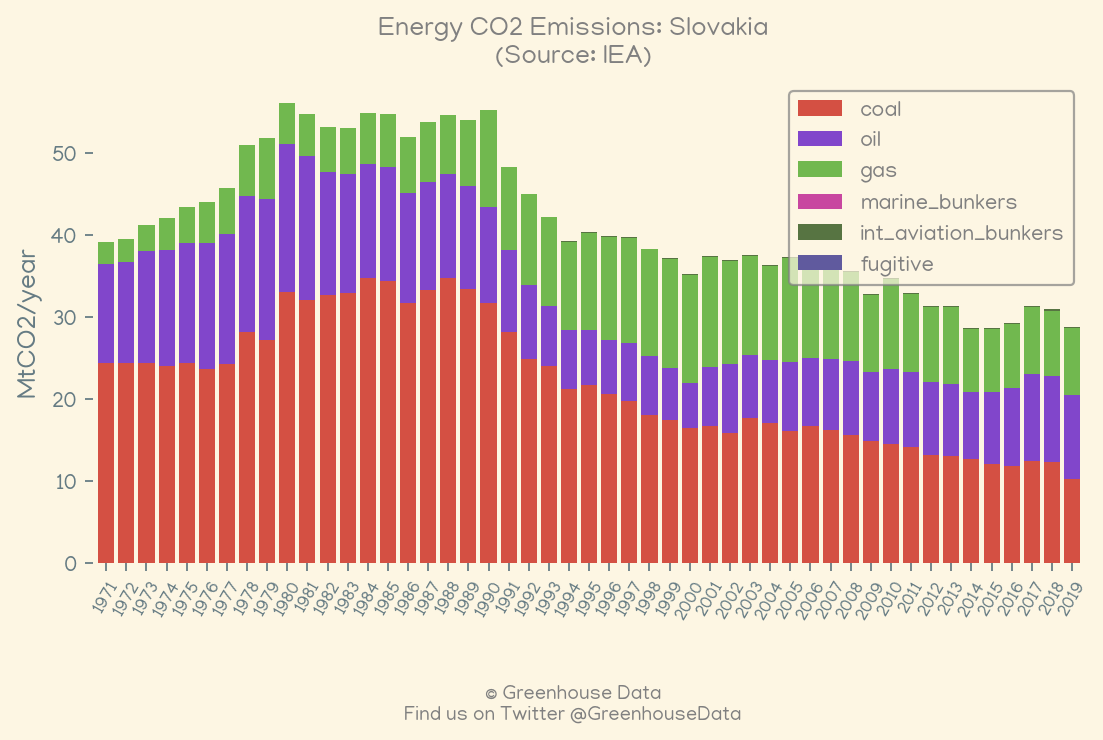 Energy CO2 Emissions: Slovakia
(Source: IEA)
coal
oil
gas
marine_bunkers
int_aviation_bunkers
fugitive
MtCO2/year
50
40
30
20
10
0
1971 1972 1973 1974 1975 1976 1977 1978 1979 1980 1981 1982 1983 1984 1985 1986 1987 1988 1989 1990 1991 1992 1993 1994 1995 1996 1997 1998 1999 2000 2001 2002 2003 2004 2005 2006 2007 2008 2009 2010 2011 2012 2013 2014 2015 2016 2017 2018 2019
© Greenhouse Data
Find us on Twitter @GreenhouseData